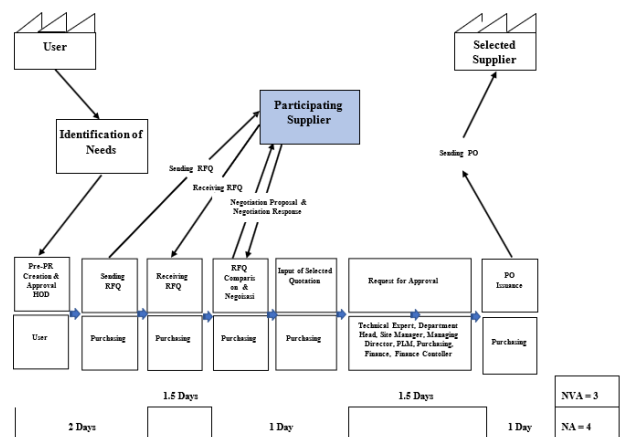 User
Selected
Supplier
Participating
Supplier
Identification of
Needs
Sending RFQ
Receiving RFQ
Negotiation Proposal &
Negotiation Response
Sending PO
Pre-PR
Creation &
Approval
HOD
Sending
RFQ
Receiving
RFQ
RFQ
Comparis
on &
Negoisasi
Input of Selected
Quotation
Request for Approval
PO
Issuance
User
Purchasing
Purchasing
Purchasing
Purchasing
Technical Expert, Department
Head, Site Manager, Managing
Director, PLM, Purchasing,
Finance, Finance Contoller
Purchasing
1.5 Days
1.5 Days
NVA = 3
2 Days
1 Day
1 Day
NA = 4